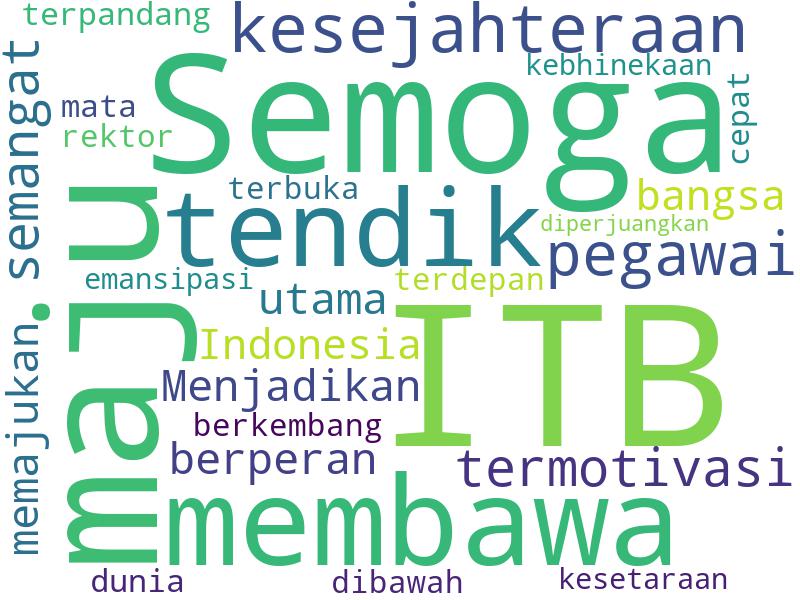 terpandang
kesejahteraan
Semoga
kebhinekaan
cepat
mata
rektor
semangat
terbuka
tendik
bangsa
diperjuangkan
pegawai
emansipasi
terdepan
utama
maju
.
ITB
Indonesia
Menjadikan
memajukan
berkembang
berperan
termotivasi
membawa
dunia
dibawah
kesetaraan